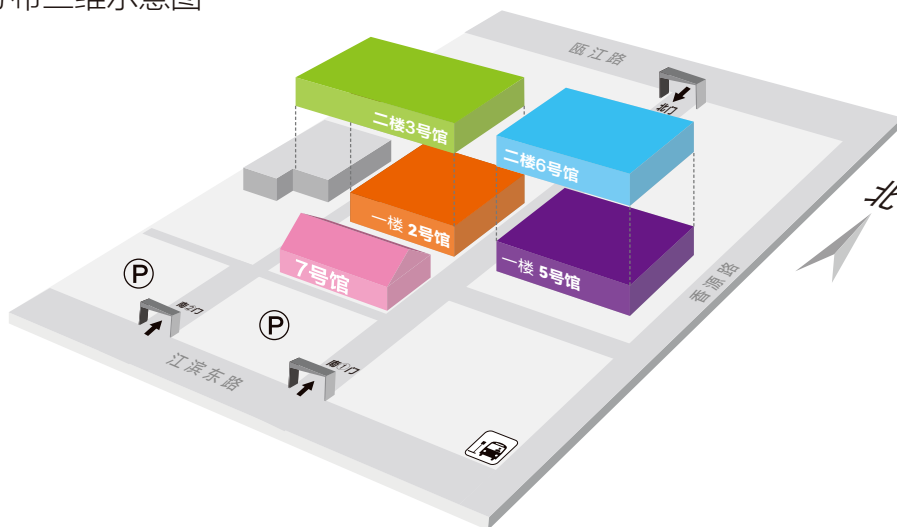 布三维示意图
瓯江路
北门
二楼3号馆
二楼6号馆
一楼 2号馆
一楼 5号馆
7号馆
北
香源路
P
P
南②门
南①门
江滨东路